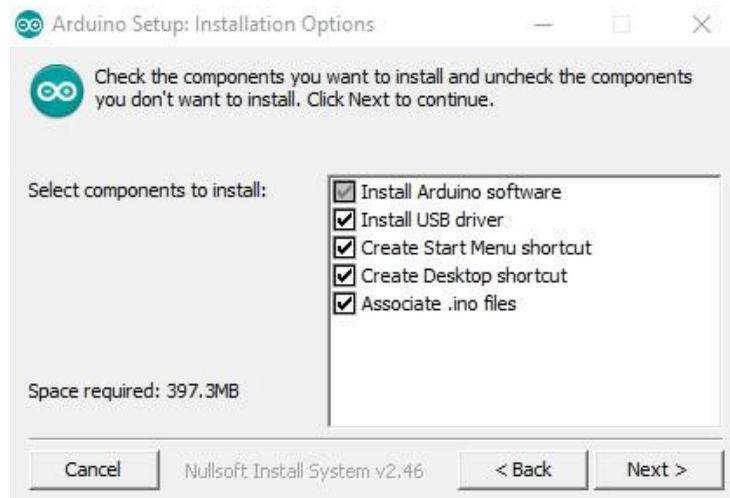 Arduino Setup: Installation Options
Check the components you want to install and uncheck the components
you don't want to install. Click Next to continue.
Select components to install:
Install Arduino software
Install USB driver
Create Start Menu shortcut
Create Desktop shortcut
Associate .ino files
Space required: 397.3MB
Cancel
Nullsoft Install System v2.46
< Back
Next >